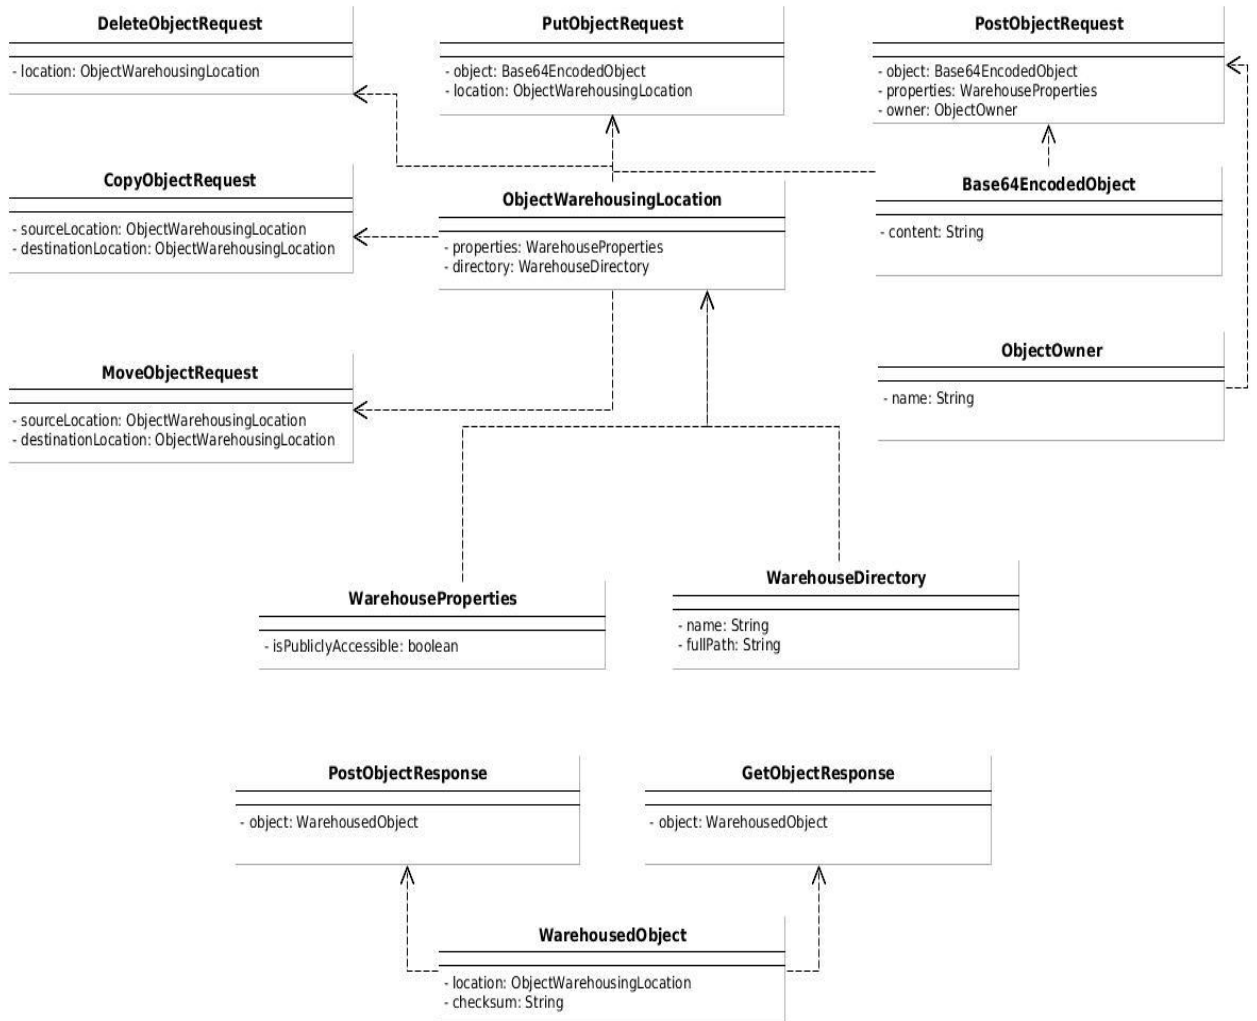 DeleteObjectRequest
- location: ObjectWarehousingLocation
PutObjectRequest
- object: Base64EncodedObject
- location: ObjectWarehousingLocation
PostObjectRequest
- object: Base64EncodedObject
- properties: WarehouseProperties
- owner: ObjectOwner
CopyObjectRequest
- sourceLocation: ObjectWarehousingLocation
- destinationLocation: ObjectWarehousingLocation
ObjectWarehousingLocation
- properties: WarehouseProperties
- directory: WarehouseDirectory
Base64EncodedObject
- content: String
MoveObjectRequest
- sourceLocation: ObjectWarehousingLocation
- destinationLocation: ObjectWarehousingLocation
ObjectOwner
- name: String
WarehouseProperties
- isPubliclyAccessible: boolean
WarehouseDirectory
- name: String
- fullPath: String
PostObjectResponse
- object: WarehousedObject
GetObjectResponse
- object: WarehousedObject
WarehousedObject
- location: ObjectWarehousingLocation
- checksum: String